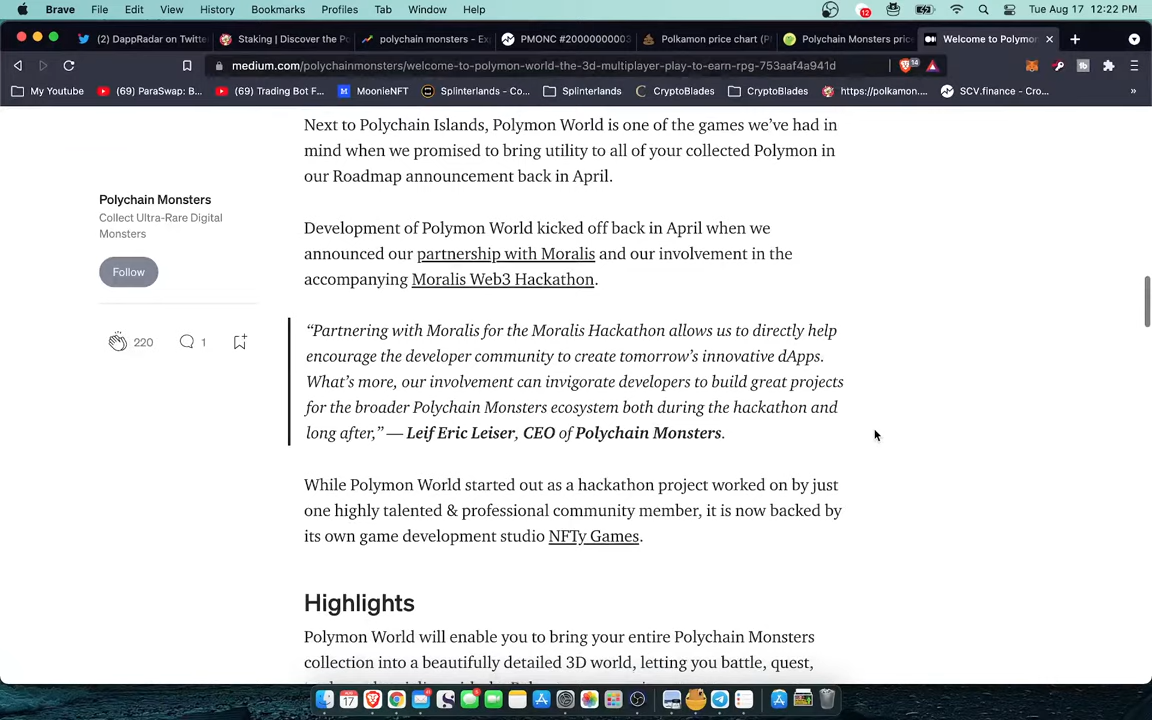 Brave File Edit View History Bookmarks Profiles Tab Window Help
12
Tue Aug 17 12:22 PM
(2) DappRadar on Twitte
Staking | Discover the Po
polychain monsters - Ex
PMONC #20000000003
Polkamon price chart (P
Polychain Monsters pric
Welcome to Polymor
medium.com/polychainmonsters/welcome-to-polymon-world-the-3d-multiplayer-play-to-earn-rpg-753aaf4a941d
14
My Youtube
(69) ParaSwap: B...
(69) Trading Bot F...
MoonieNFT
Splinterlands - Co...
Splinterlands
CryptoBlades
CryptoBlades
https://polkamon....
SCV.finance - Cro...
Next to Polychain Islands, Polymon World is one of the games we've had in
mind when we promised to bring utility to all of your collected Polymon in
our Roadmap announcement back in April.
Polychain Monsters
Collect Ultra-Rare Digital
Monsters
Follow
220
1
Development of Polymon World kicked off back in April when we
announced our partnership with Moralis and our involvement in the
accompanying Moralis Web3 Hackathon.
“Partnering with Moralis for the Moralis Hackathon allows us to directly help
encourage the developer community to create tomorrow's innovative dApps.
What's more, our involvement can invigorate developers to build great projects
for the broader Polychain Monsters ecosystem both during the hackathon and
long after,” — Leif Eric Leiser, CEO of Polychain Monsters.
While Polymon World started out as a hackathon project worked on by just
one highly talented & professional community member, it is now backed by
its own game development studio NFTy Games.
Highlights
Polymon World will enable you to bring your entire Polychain Monsters
collection into a beautifully detailed 3D world, letting you battle, quest,
17